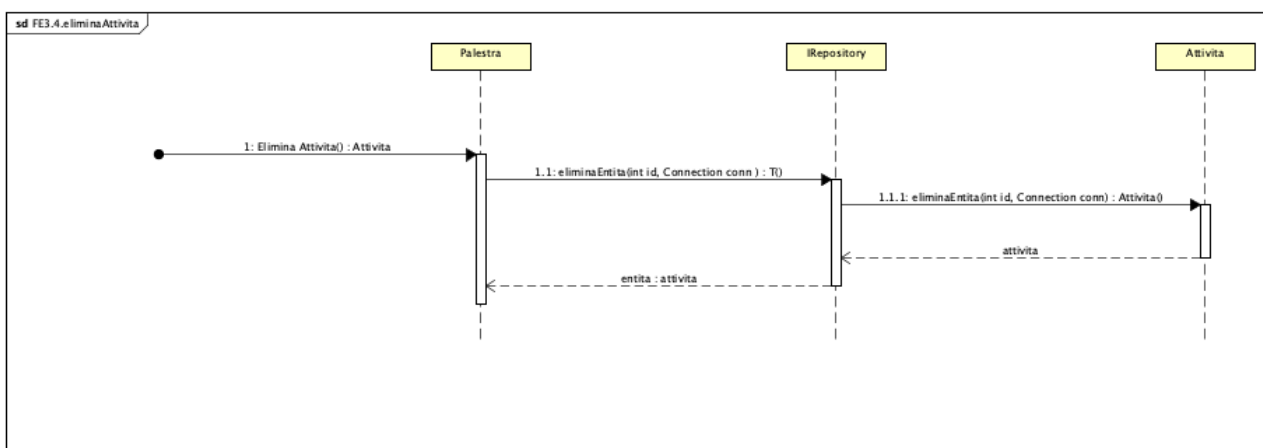 sd FE3.4.eliminaAttivita
Palestra
IRepository
Attivita
1: Elimina Attivita() : Attivita
1.1: eliminaEntita(int id, Connection conn ) : T()
1.1.1: eliminaEntita(int id, Connection conn) : Attivita()
attivita
entita : attivita